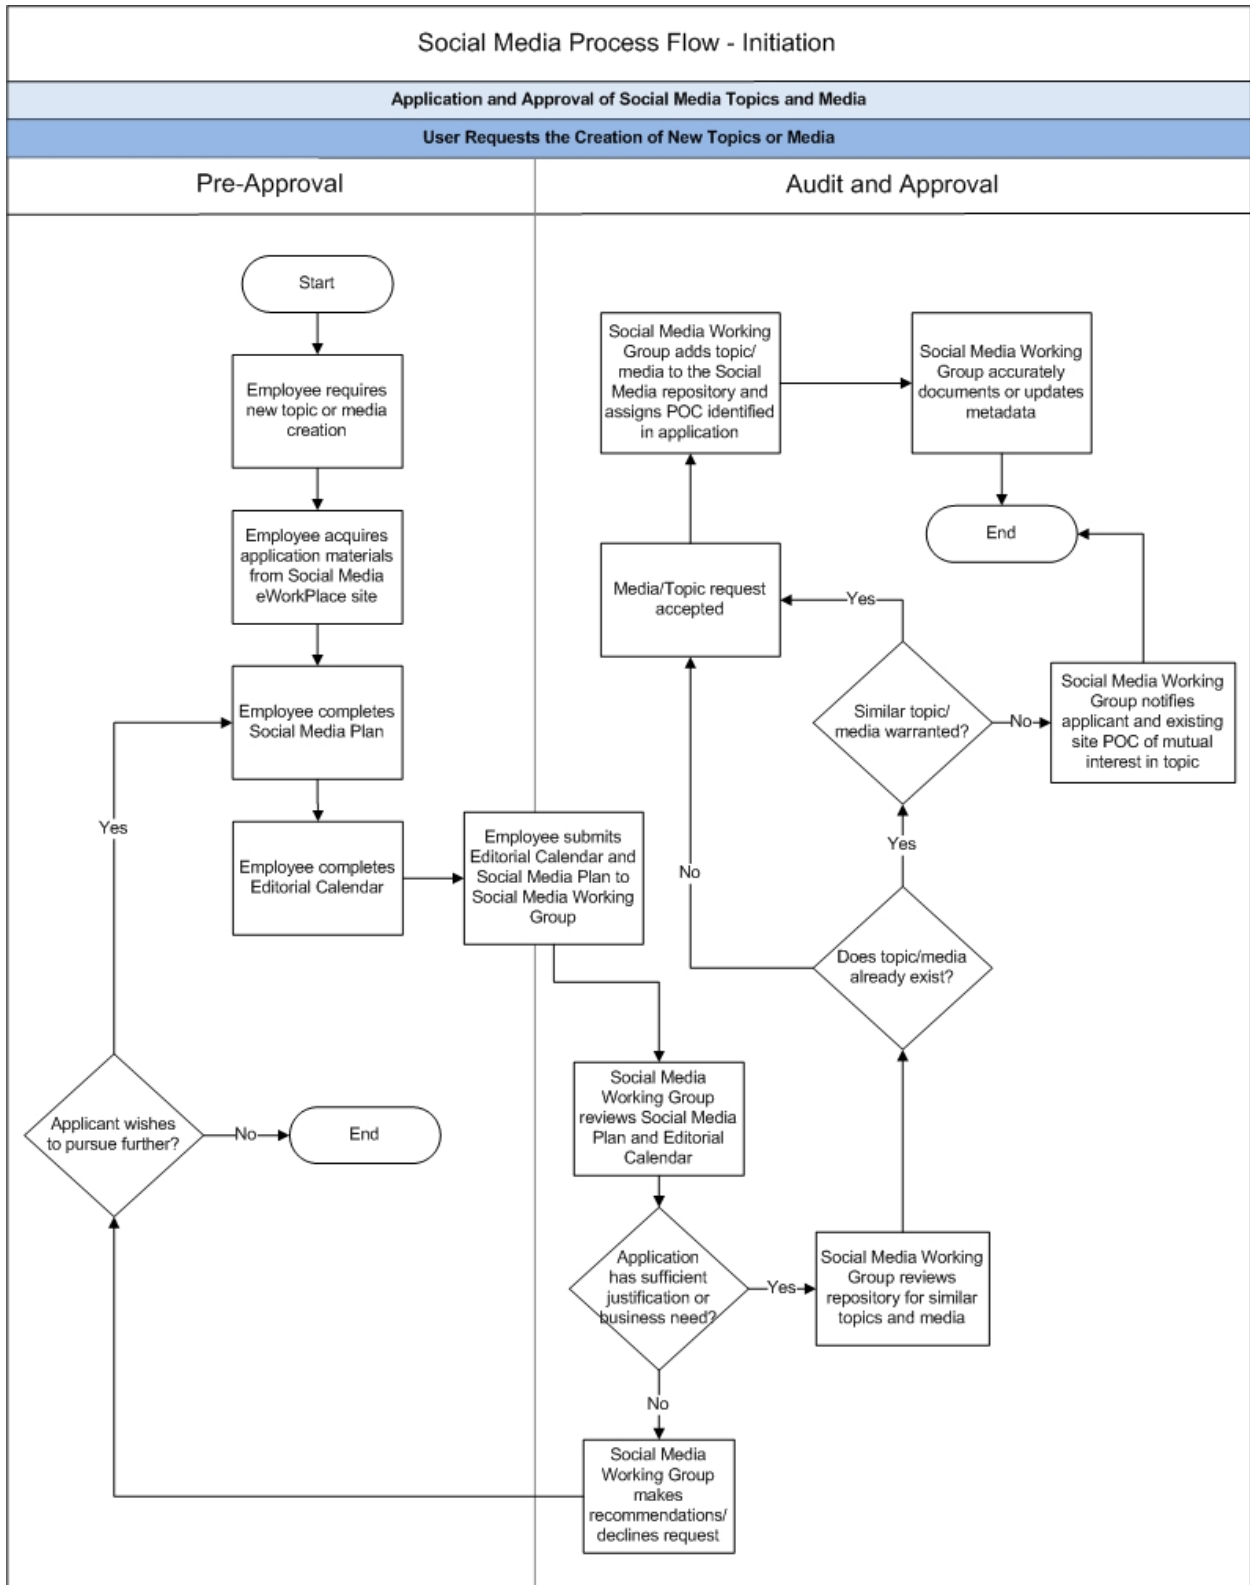 Social Media Process Flow - Initiation
Application and Approval of Social Media Topics and Media
User Requests the Creation of New Topics or Media
Pre-Approval
Audit and Approval
Start
Employee requires
new topic or media
creation
Employee acquires
application materials
from Social Media
eWorkPlace site
Employee completes
Social Media Plan
Employee completes
Editorial Calendar
Employee submits
Editorial Calendar and
Social Media Plan to
Social Media Working
Group
Yes
Applicant wishes
to pursue further?
No
End
Social Media Working
Group adds topic/
media to the Social
Media repository and
assigns POC identified
in application
Social Media Working
Group accurately
documents or updates
metadata
End
Media/Topic request
accepted
Yes
Similar topic/
media warranted?
No
Social Media Working
Group notifies
applicant and existing
site POC of mutual
interest in topic
Yes
No
Does topic/media
already exist?
Social Media
Working Group
reviews Social Media
Plan and Editorial
Calendar
Application
has sufficient
justification or
business need?
Yes
Social Media Working
Group reviews
repository for similar
topics and media
No
Social Media
Working Group
makes
recommendations/
declines request